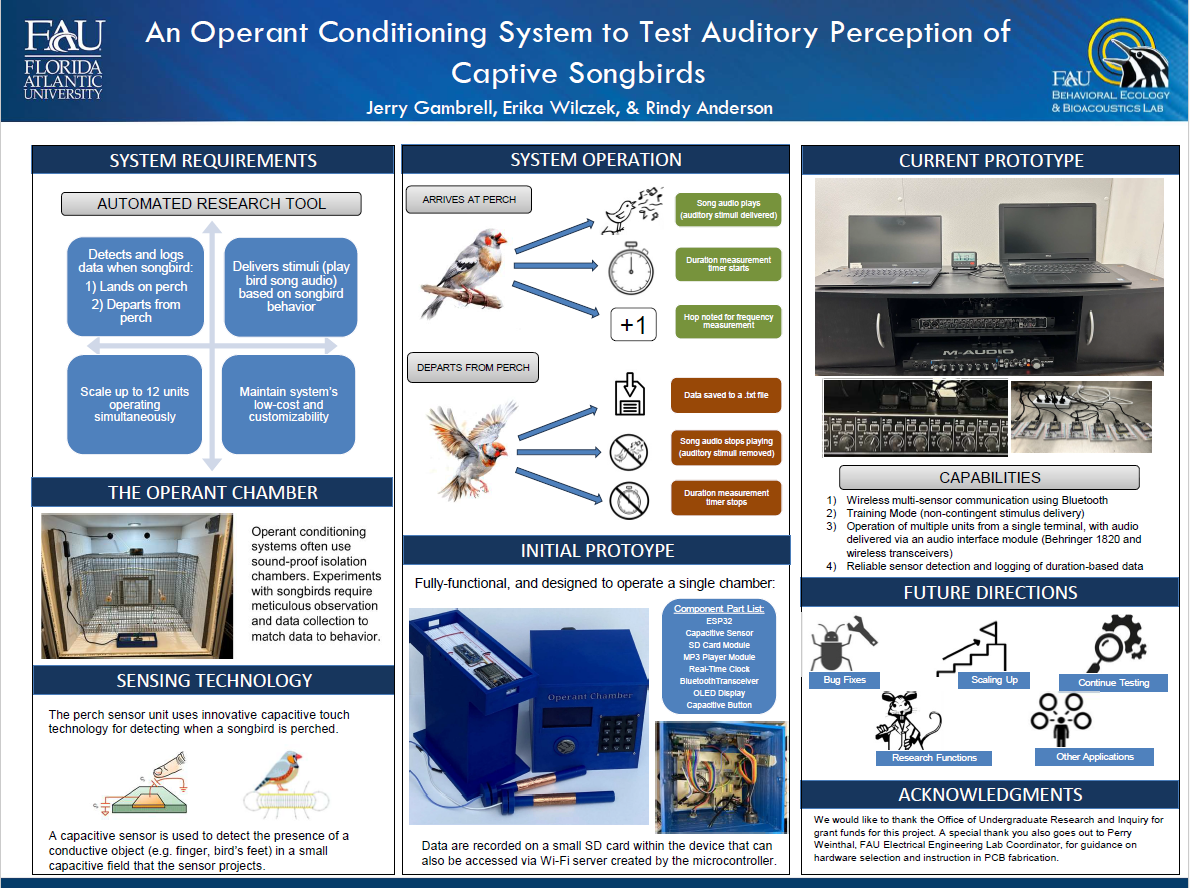 FAU
FLORIDA
ATLANTIC
UNIVERSITY
An Operant Conditioning System to Test Auditory Perception of
Captive Songbirds
Jerry Gambrell, Erika Wilczek, & Rindy Anderson
FAU
BEHAVIORAL ECOLOGY
& BIOACOUSTICS LAB
SYSTEM REQUIREMENTS
AUTOMATED RESEARCH TOOL
Detects and logs
data when songbird:
1) Lands on perch
2) Departs from
perch
Delivers stimuli (play
bird song audio)
based on songbird
behavior
Scale up to 12 units
operating
simultaneously
Maintain system's
low-cost and
customizability
THE OPERANT CHAMBER
Operant conditioning
systems often use
sound-proof isolation
chambers. Experiments
with songbirds require
meticulous observation
and data collection to
match data to behavior.
SENSING TECHNOLOGY
The perch sensor unit uses innovative capacitive touch
technology for detecting when a songbird is perched.
A capacitive sensor is used to detect the presence of a
conductive object (e.g. finger, bird's feet) in a small
capacitive field that the sensor projects.
SYSTEM OPERATION
ARRIVES AT PERCH
Song audio plays
(auditory stimuli delivered)
Duration measurement
timer starts
+1
Hop noted for frequency
measurement
DEPARTS FROM PERCH
Data saved to a .txt file
Song audio stops playing
(auditory stimuli removed)
Duration measurement
timer stops
INITIAL PROTOYPE
Fully-functional, and designed to operate a single chamber:
Component Part List:
ESP32
Capacitive Sensor
SD Card Module
MP3 Player Module
Real-Time Clock
BluetoothTransceiver
OLED Display
Capacitive Button
Operant Chamber
Data are recorded on a small SD card within the device that can
also be accessed via Wi-Fi server created by the microcontroller.
CURRENT PROTOTYPE
M-AUDIO
CAPABILITIES
1) Wireless multi-sensor communication using Bluetooth
2) Training Mode (non-contingent stimulus delivery)
3) Operation of multiple units from a single terminal, with audio
delivered via an audio interface module (Behringer 1820 and
wireless transceivers)
4) Reliable sensor detection and logging of duration-based data
FUTURE DIRECTIONS
Bug Fixes
Scaling Up
Continue Testing
Research Functions
Other Applications
ACKNOWLEDGMENTS
We would like to thank the Office of Undergraduate Research and Inquiry for
grant funds for this project. A special thank you also goes out to Perry
Weinthal, FAU Electrical Engineering Lab Coordinator, for guidance on
hardware selection and instruction in PCB fabrication.